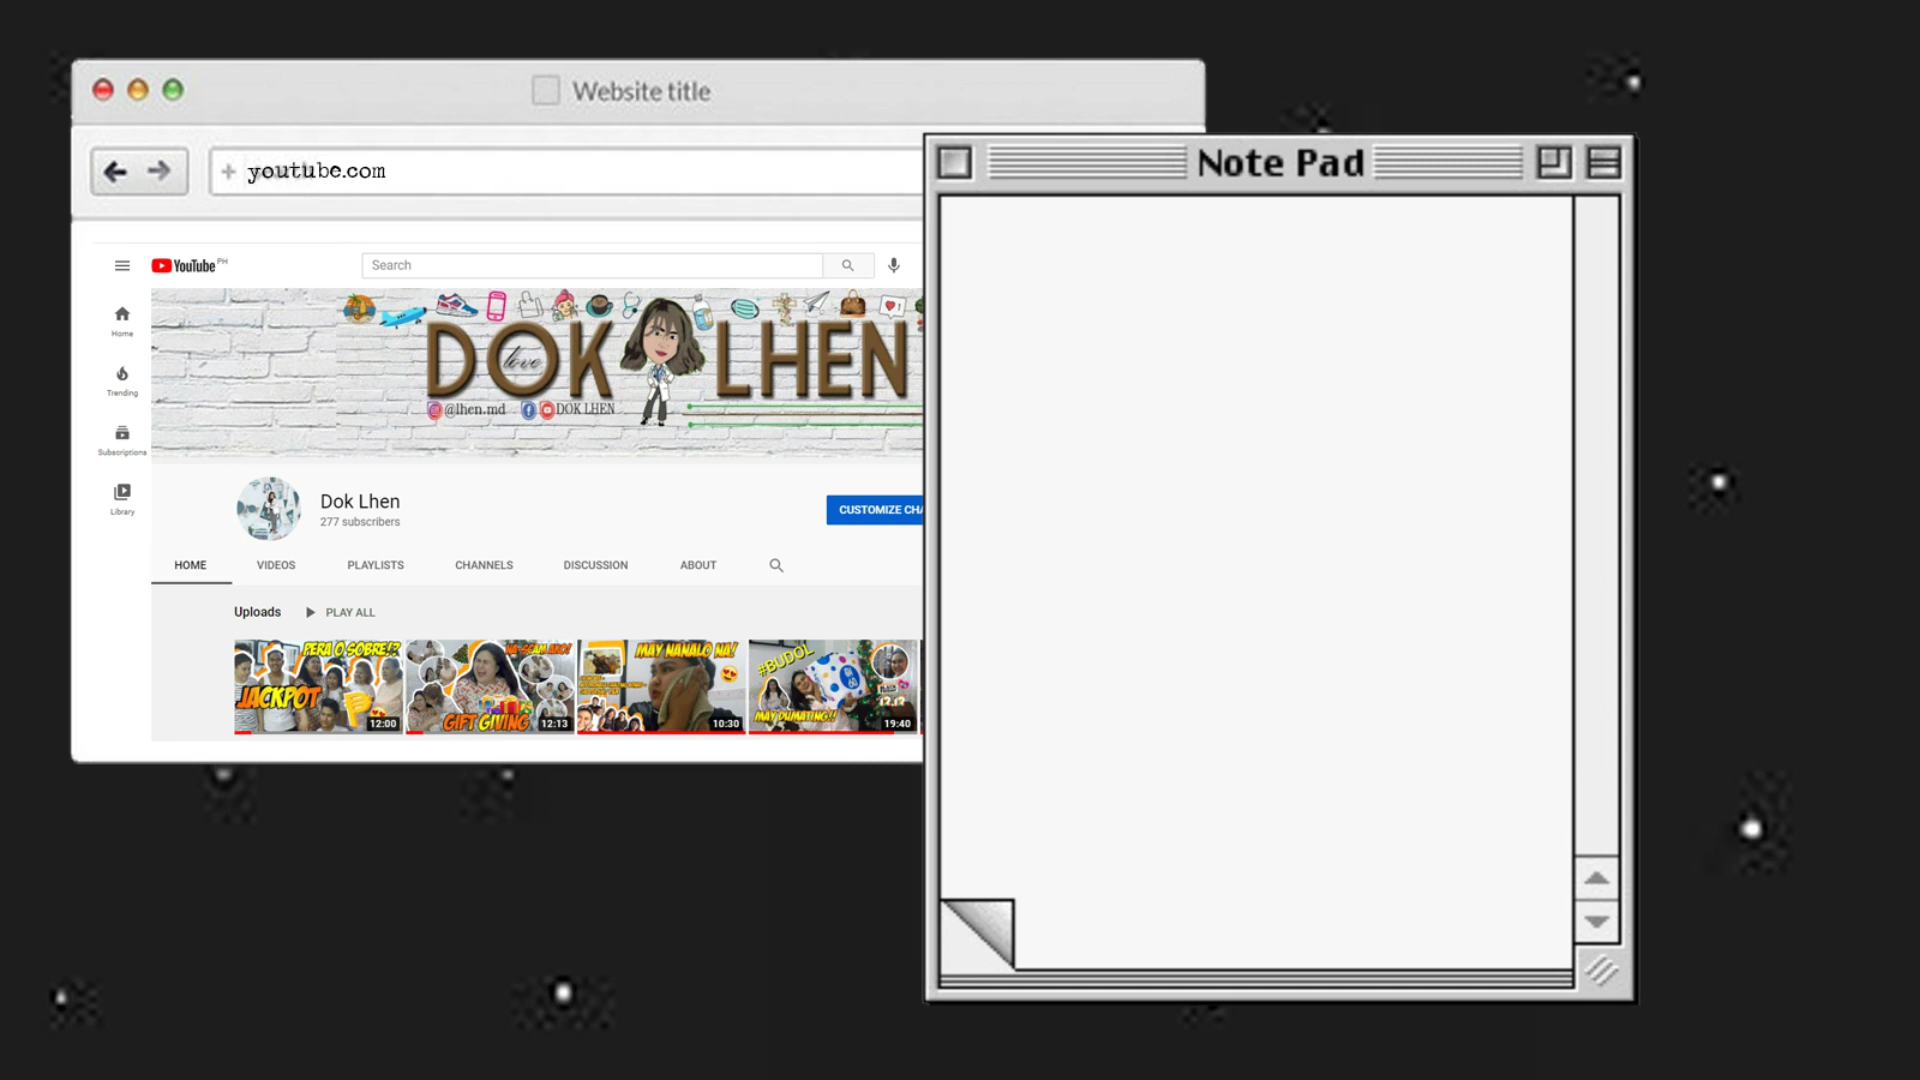 Website title
youtube.com
Note Pad
YouTube PH
Search
Home
Trending
Subscriptions
Library
DOK LHEN
love
@lhen.md DOK LHEN
Dok Lhen
277 subscribers
CUSTOMIZE CHA
HOME VIDEOS PLAYLISTS CHANNELS DISCUSSION ABOUT
Uploads PLAY ALL
PERA O SOBRE!?
JACKPOT
12:00
NA-SCAM AKO!
GIFT GIVING
12:13
MAY NANALO NA!
10:30
#BUDOL
12.12
MAY DUMATING!!
19:40